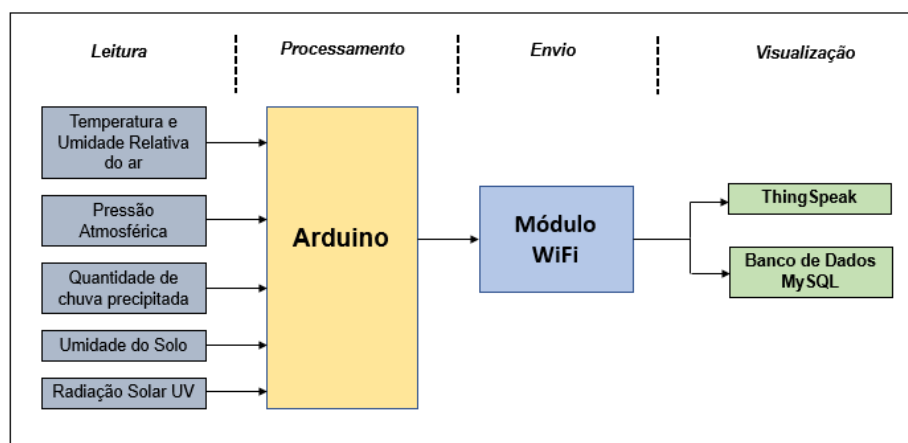 Leitura
Processamento
Envio
Visualização
Temperatura e
Umidade Relativa
do ar
Pressão
Atmosférica
Quantidade de
chuva precipitada
Umidade do Solo
Radiação Solar UV
Arduino
Módulo
WiFi
ThingSpeak
Banco de Dados
MySQL